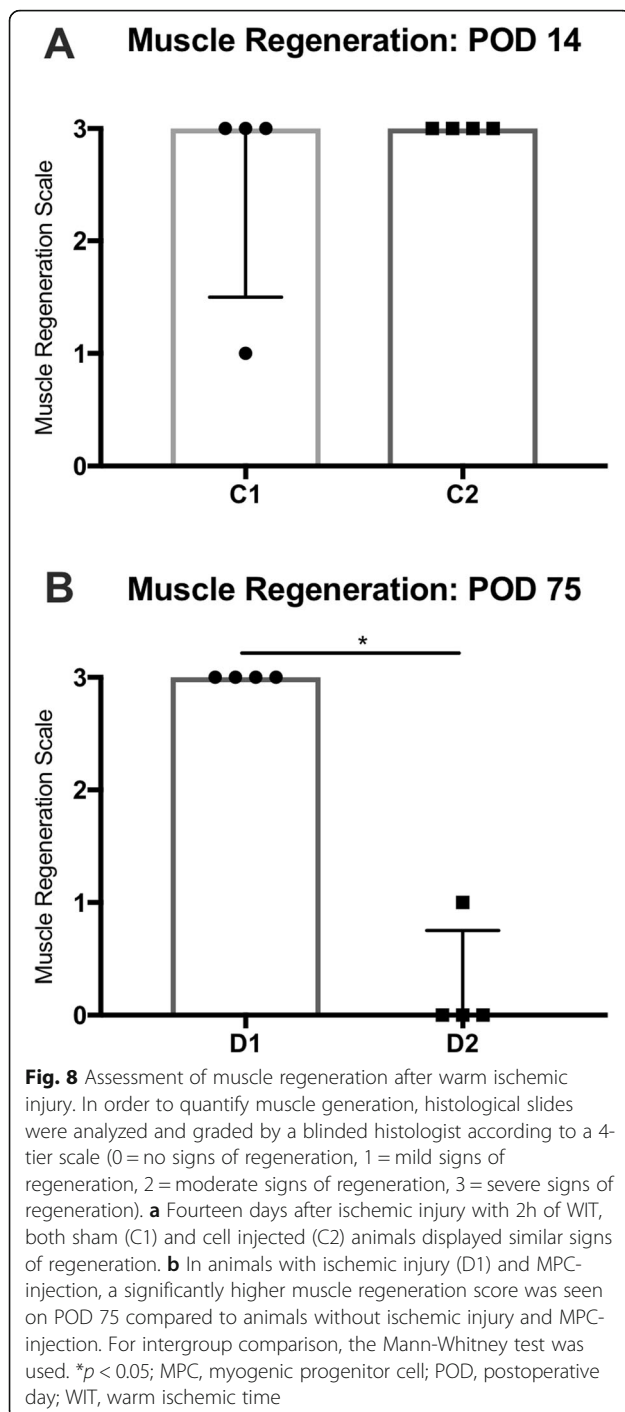 A Muscle Regeneration: POD 14
Muscle Regeneration Scale
3
2
1
0
C1 C2
B Muscle Regeneration: POD 75
*
Muscle Regeneration Scale
3
2
1
0
D1 D2
Fig. 8 Assessment of muscle regeneration after warm ischemic
injury. In order to quantify muscle generation, histological slides
were analyzed and graded by a blinded histologist according to a 4-
tier scale (0 = no signs of regeneration, 1 = mild signs of
regeneration, 2 = moderate signs of regeneration, 3 = severe signs of
regeneration). a Fourteen days after ischemic injury with 2h of WIT,
both sham (C1) and cell injected (C2) animals displayed similar signs
of regeneration. b In animals with ischemic injury (D1) and MPC-
injection, a significantly higher muscle regeneration score was seen
on POD 75 compared to animals without ischemic injury and MPC-
injection. For intergroup comparison, the Mann-Whitney test was
used. *p < 0.05; MPC, myogenic progenitor cell; POD, postoperative
day; WIT, warm ischemic time